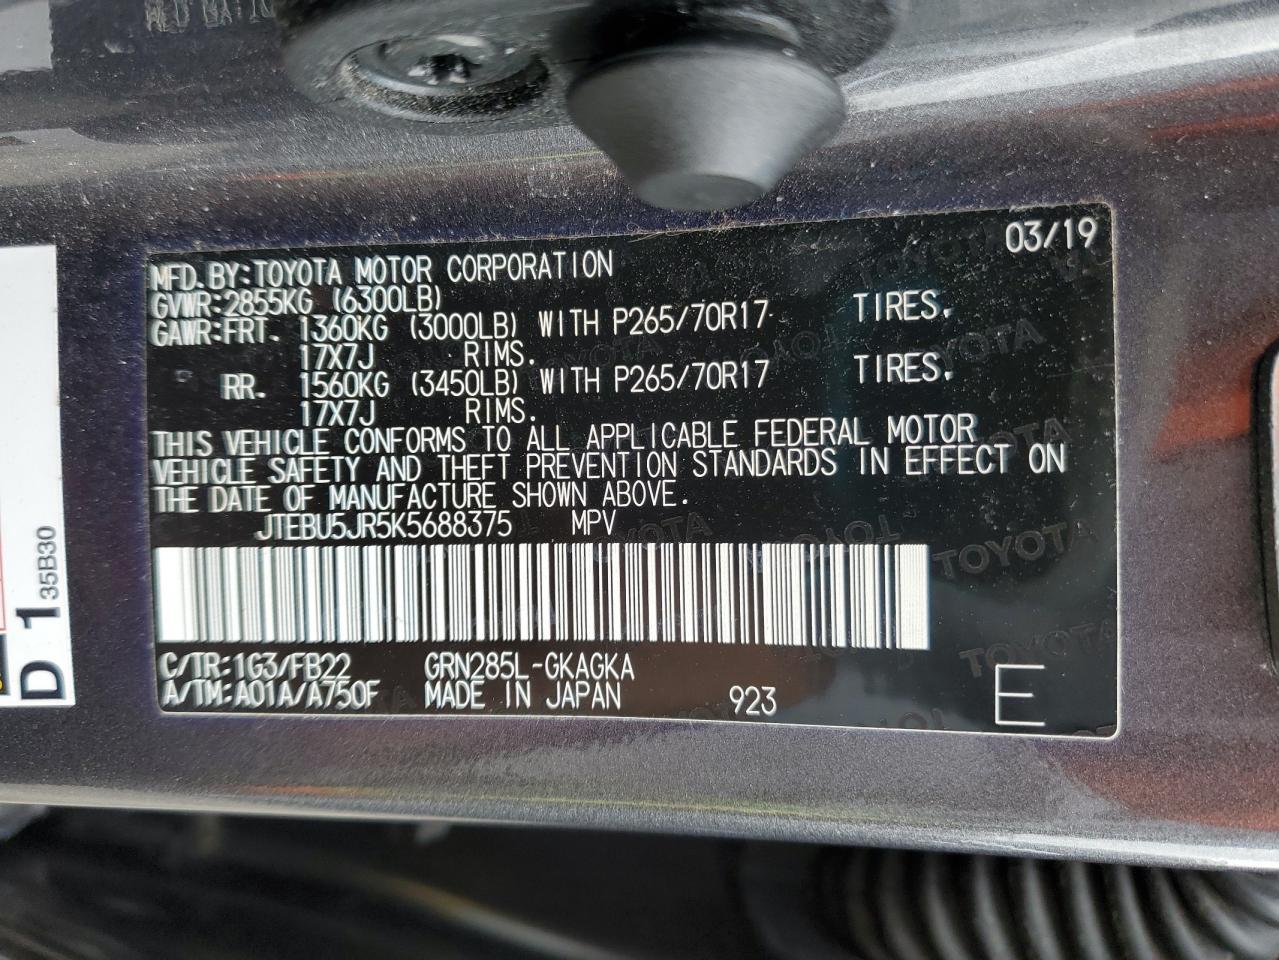 03/19
MFD.BY:TOYOTA MOTOR CORPORATION
GVWR:2855KG (6300LB)
GAWR:FRT. 1360KG (3000LB) WITH P265/70R17 TIRES,
17X7J RIMS.
RR. 1560KG (3450LB) WITH P265/70R17 TIRES,
17X7J RIMS.
THIS VEHICLE CONFORMS TO ALL APPLICABLE FEDERAL MOTOR
VEHICLE SAFETY AND THEFT PREVENTION STANDARDS IN EFFECT ON
THE DATE OF MANUFACTURE SHOWN ABOVE.
JTEBU5JR5K5688375 MPV
C/TR:1G3/FB22 GRN285L-GKAGKA
A/TM:A01A/A750F MADE IN JAPAN 923
E
D 1 35B30